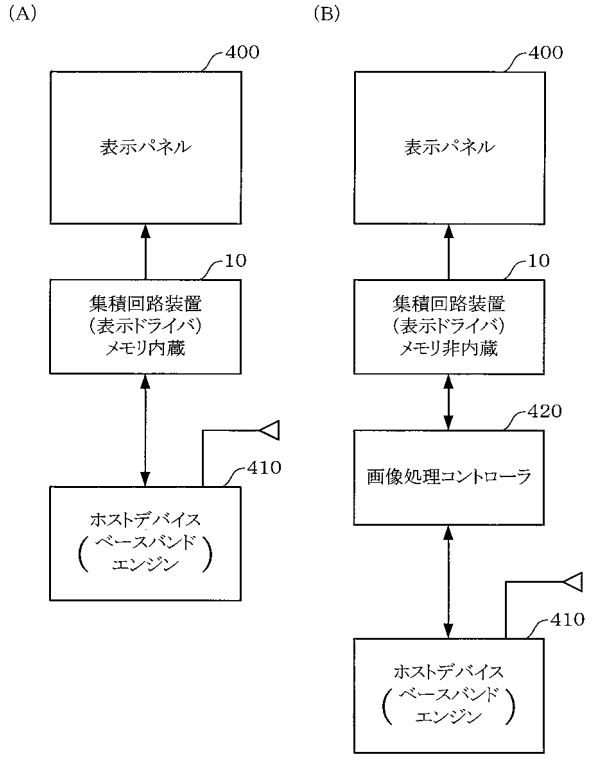 (A)
400
表示パネル
10
集積回路装置
(表示ドライバ)
メモリ内蔵
410
ホストデバイス
(ベースバンド
エンジン)
(B)
400
表示パネル
10
集積回路装置
(表示ドライバ)
メモリ非内蔵
420
画像処理コントローラ
410
ホストデバイス
(ベースバンド
エンジン)